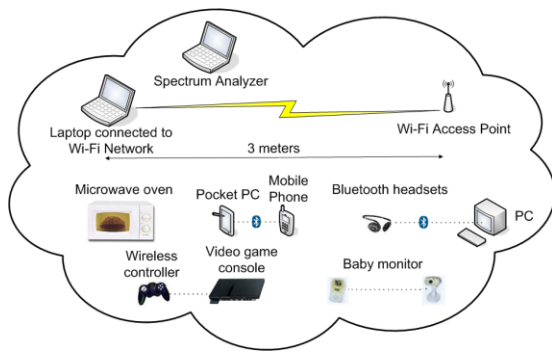 Spectrum Analyzer
Laptop connected to
Wi-Fi Network
Wi-Fi Access Point
3 meters
Microwave oven
Pocket PC
Mobile
Phone
Bluetooth headsets
PC
Wireless
controller
Video game
console
Baby monitor